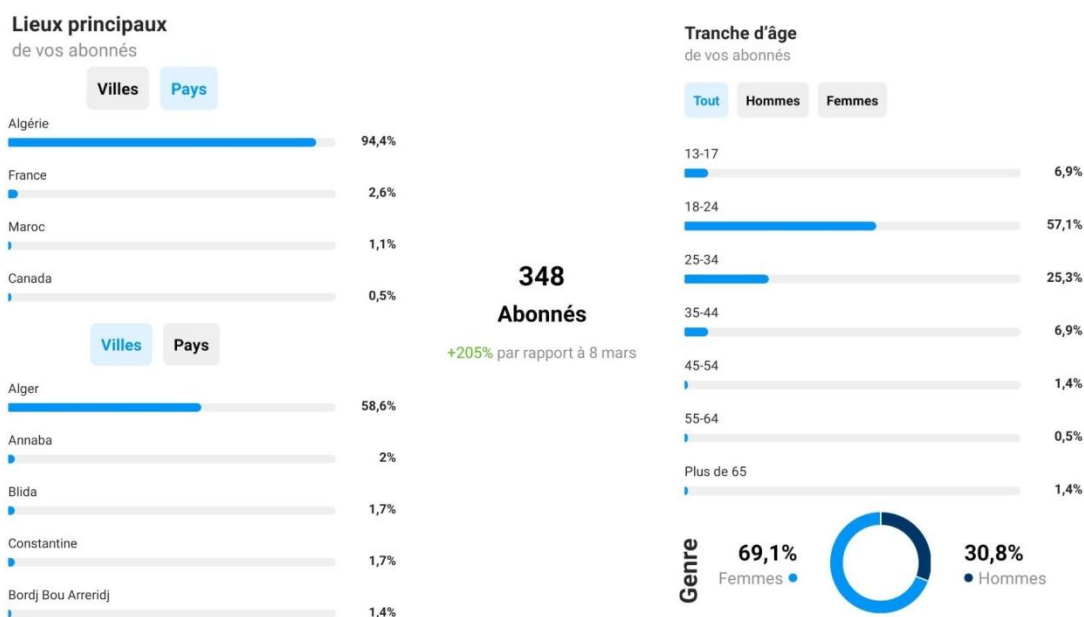 Lieux principaux
de vos abonnés
Villes Pays
Algérie
94,4%
France
2,6%
Maroc
1,1%
Canada
0,5%
Villes Pays
Alger
58,6%
Annaba
2%
Blida
1,7%
Constantine
1,7%
Bordj Bou Arreridj
1,4%
348
Abonnés
+205% par rapport à 8 mars
Tranche d'âge
de vos abonnés
Tout Hommes Femmes
13-17
6,9%
18-24
57,1%
25-34
25,3%
35-44
6,9%
45-54
1,4%
55-64
0,5%
Plus de 65
1,4%
Genre
69,1%
Femmes
30,8%
Hommes